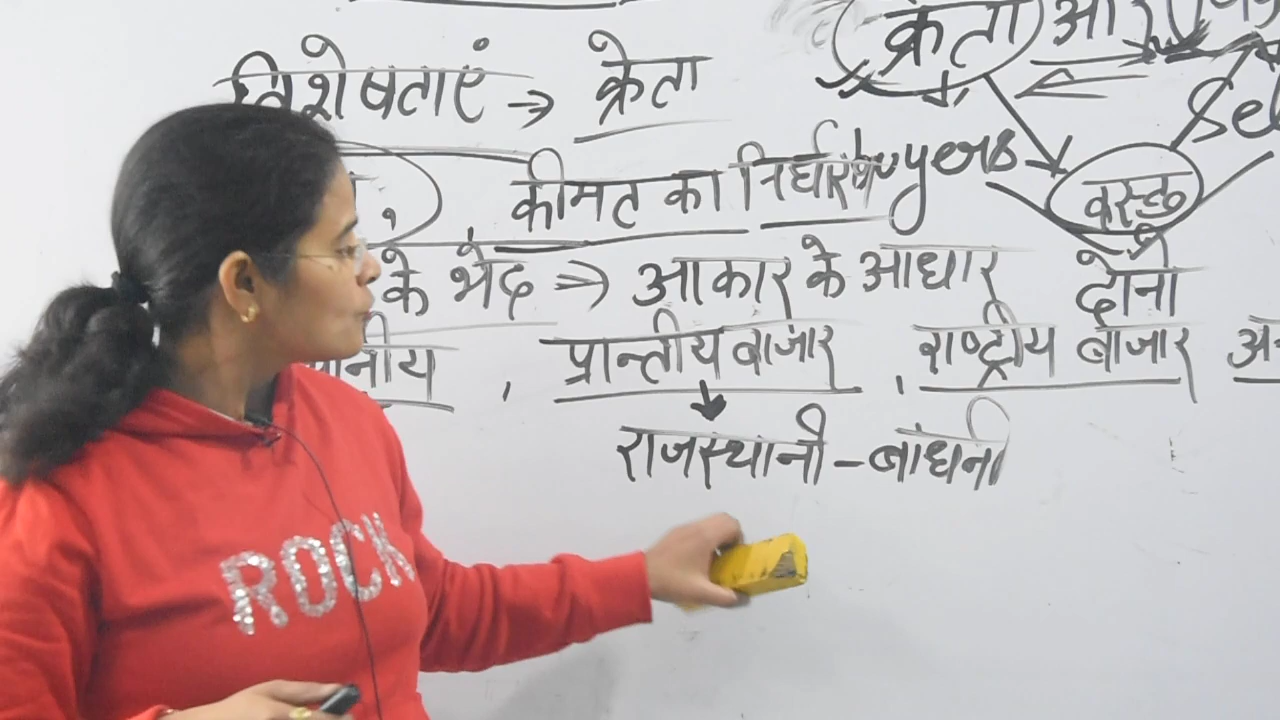 विशेषताएं → क्रेता
क्रेता
कीमत का निर्धारण
Buyers
वस्तु
के भेद ⇒ आकार के आधार
दोनो
प्रान्तीय बाजार , राष्ट्रीय बाजार
राजस्थानी - बांधनी
ROCK